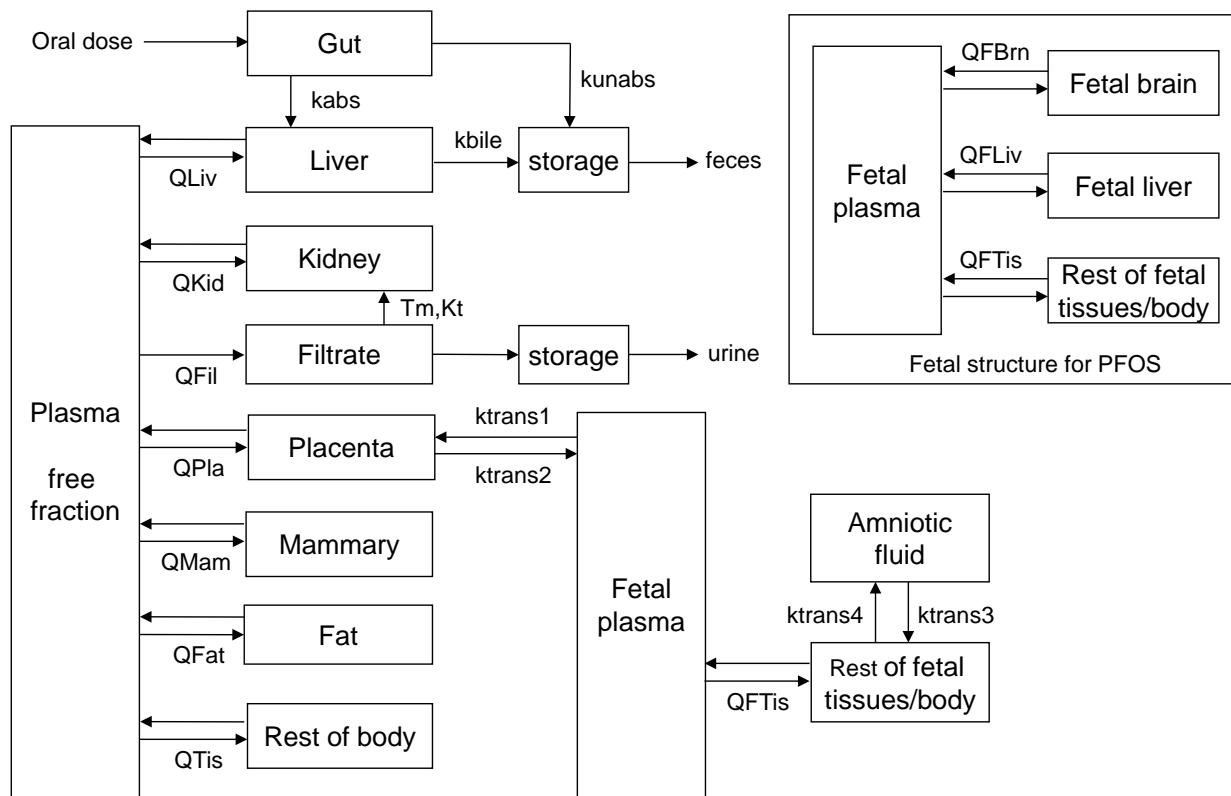 Oral dose
Gut
kabs
kunabs
Liver
QLiv
kbile
storage
feces
Kidney
QKid
Tm,Kt
Filtrate
QFil
storage
urine
Plasma
free
fraction
Placenta
QPla
ktrans1
ktrans2
Mammary
QMam
Fat
QFat
Rest of body
QTis
Fetal
plasma
Amniotic
fluid
ktrans4
ktrans3
Rest of fetal
tissues/body
QFTis
Fetal
plasma
QFBrn
Fetal brain
QFLiv
Fetal liver
QFTis
Rest of fetal
tissues/body
Fetal structure for PFOS